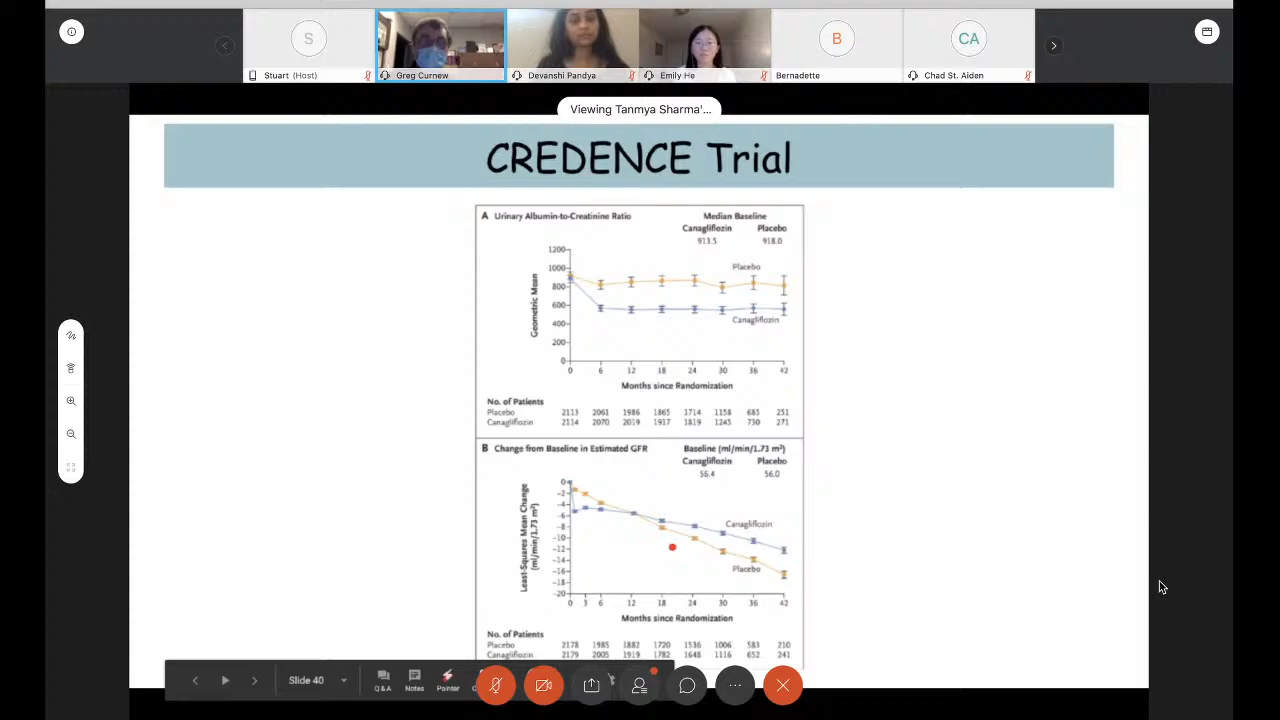 S
B
CA
Stuart (Host)
Greg Curnew
Devanshi Pandya
Emily He
Bernadette
Chad St. Aiden
Viewing Tanmya Sharma'...
CREDENCE Trial
A Urinary Albumin-to-Creatinine Ratio
Median Baseline
Canagliflozin Placebo
913.5 918.0
Geometric Mean
1200
1000
800
600
400
200
0
Placebo
Canagliflozin
0 6 12 18 24 30 36 42
Months since Randomization
No. of Patients
Placebo 2113 2061 1986 1865 1714 1158 685 251
Canagliflozin 2114 2070 2019 1917 1819 1245 730 271
B Change from Baseline in Estimated GFR
Baseline (ml/min/1.73 m²)
Canagliflozin Placebo
56.4 56.0
Least-Squares Mean Change
(ml/min/1.73 m²)
0
-2
-4
-6
-8
-10
-12
-14
-16
-18
-20
Canagliflozin
Placebo
0 3 6 12 18 24 30 36 42
Months since Randomization
No. of Patients
Placebo 2178 1985 1882 1720 1536 1006 583 210
Canagliflozin 2179 2005 1919 1782 1648 1116 652 241
Slide 40
Q & A
Notes
Pointer